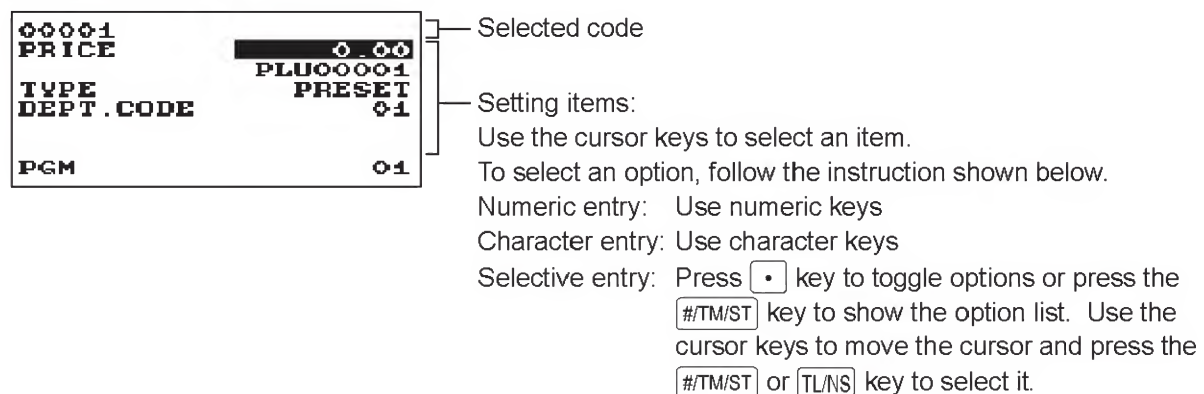 00001
PRICE 0.00
PLU00001
TYPE PRESET
DEPT.CODE 01
PGM 01
Selected code
Setting items:
Use the cursor keys to select an item.
To select an option, follow the instruction shown below.
Numeric entry: Use numeric keys
Character entry: Use character keys
Selective entry: Press • key to toggle options or press the
#/TM/ST key to show the option list. Use the
cursor keys to move the cursor and press the
#/TM/ST or TL/NS key to select it.